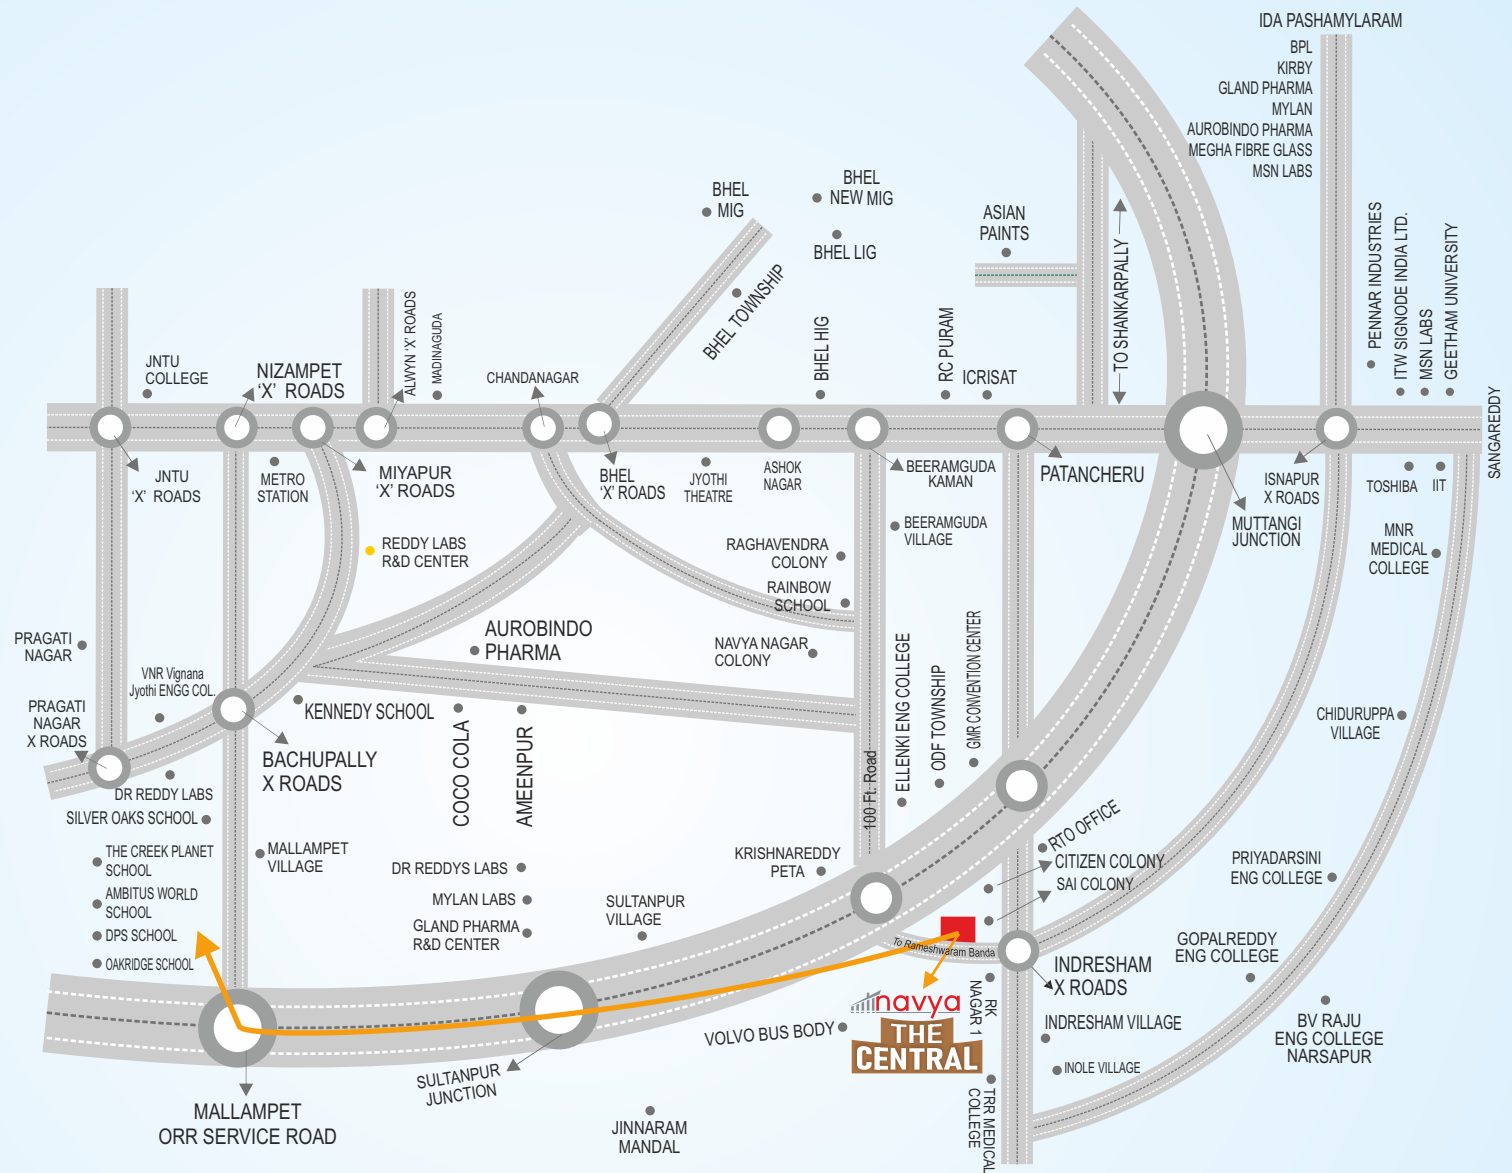 IDA PASHAMYLARAM
BPL
KIRBY
GLAND PHARMA
MYLAN
AUROBINDO PHARMA
MEGHA FIBRE GLASS
MSN LABS
BHEL
MIG
BHEL
NEW MIG
BHEL LIG
ASIAN
PAINTS
TO SHANKARPALLY
PENNAR INDUSTRIES
ITW SIGNODE INDIA LTD.
MSN LABS
GEETHAM UNIVERSITY
SANGAREDDY
BHEL TOWNSHIP
BHEL HIG
RC PURAM
ICRISAT
JNTU
COLLEGE
NIZAMPET
‘X’ ROADS
ALWYN ‘X’ ROADS
MADINAGUDA
CHANDANAGAR
JNTU
‘X’ ROADS
METRO
STATION
MIYAPUR
‘X’ ROADS
BHEL
‘X’ ROADS
JYOTHI
THEATRE
ASHOK
NAGAR
BEERAMGUDA
KAMAN
PATANCHERU
MUTTANGI
JUNCTION
ISNAPUR
X ROADS
TOSHIBA
IIT
MNR
MEDICAL
COLLEGE
BEERAMGUDA
VILLAGE
REDDY LABS
R&D CENTER
RAGHAVENDRA
COLONY
RAINBOW
SCHOOL
NAVYA NAGAR
COLONY
AUROBINDO
PHARMA
PRAGATI
NAGAR
VNR Vignana
Jyothi ENGG COL.
PRAGATI
NAGAR
X ROADS
KENNEDY SCHOOL
BACHUPALLY
X ROADS
COCO COLA
AMEENPUR
100 Ft. Road
ELLENKI ENG COLLEGE
ODF TOWNSHIP
GMR CONVENTION CENTER
CHIDURUPPA
VILLAGE
DR REDDY LABS
SILVER OAKS SCHOOL
THE CREEK PLANET
SCHOOL
AMBITUS WORLD
SCHOOL
DPS SCHOOL
OAKRIDGE SCHOOL
MALLAMPET
VILLAGE
DR REDDYS LABS
MYLAN LABS
GLAND PHARMA
R&D CENTER
SULTANPUR
VILLAGE
KRISHNAREDDY
PETA
RTO OFFICE
CITIZEN COLONY
SAI COLONY
PRIYADARSINI
ENG COLLEGE
GOPALREDDY
ENG COLLEGE
To Rameshwaram Banda
INDRESHAM
X ROADS
RK
NAGAR 1
INDRESHAM VILLAGE
INOLE VILLAGE
BV RAJU
ENG COLLEGE
NARSAPUR
navya
THE
CENTRAL
VOLVO BUS BODY
SULTANPUR
JUNCTION
MALLAMPET
ORR SERVICE ROAD
JINNARAM
MANDAL
TRR MEDICAL
COLLEGE